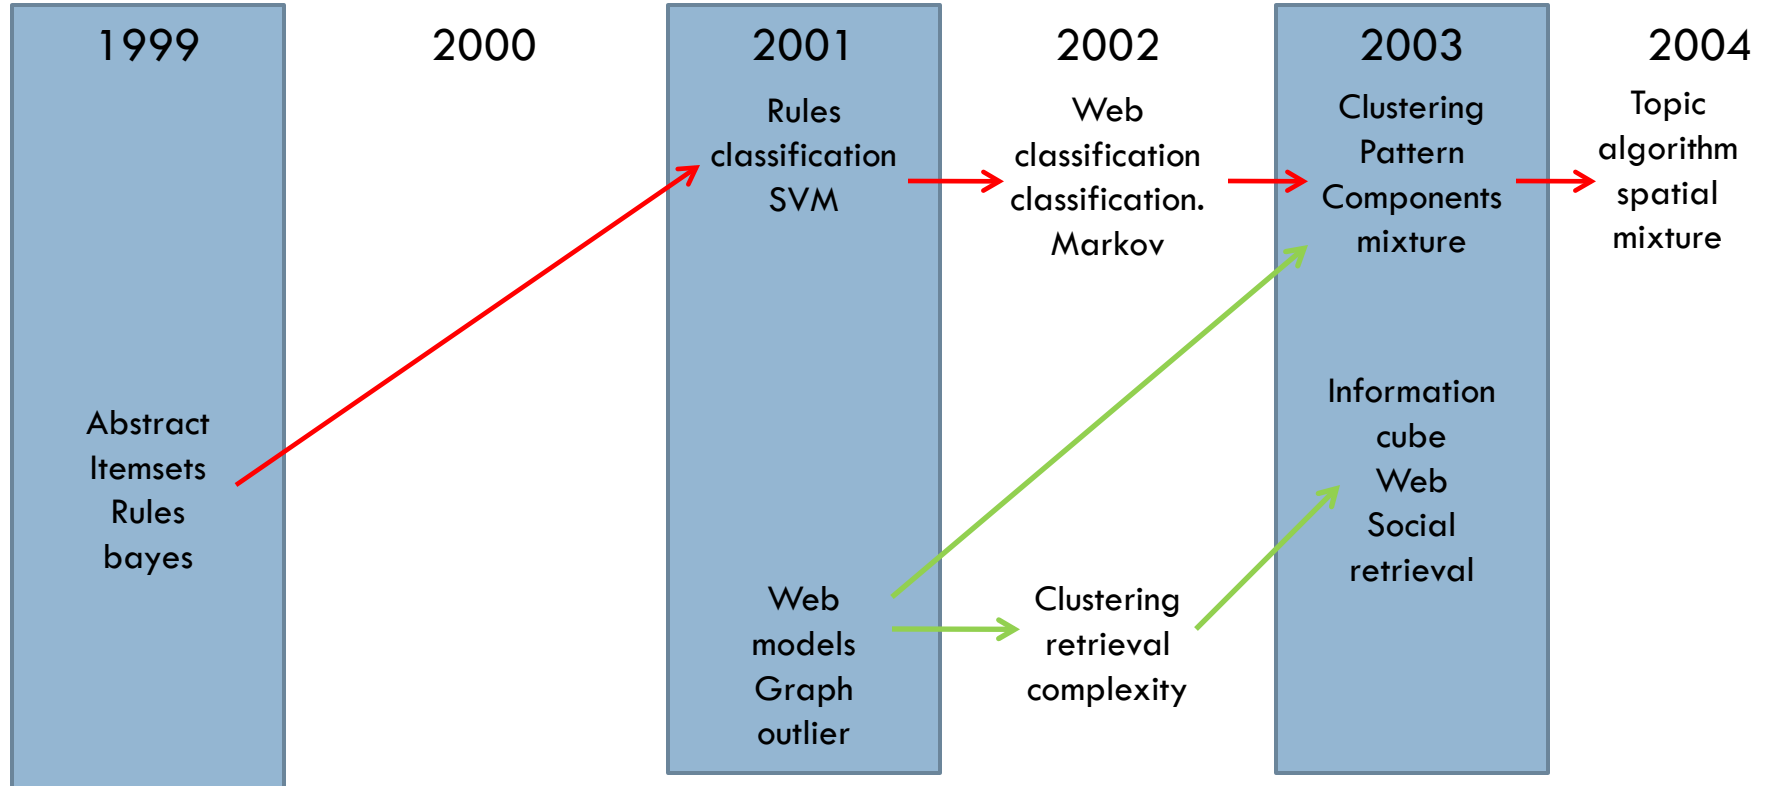 1999
2000
2001
2002
2003
2004
Abstract
Itemsets
Rules
bayes
Rules
classification
SVM
Web
models
Graph
outlier
Web
classification
classification.
Markov
Clustering
retrieval
complexity
Clustering
Pattern
Components
mixture
Information
cube
Web
Social
retrieval
Topic
algorithm
spatial
mixture